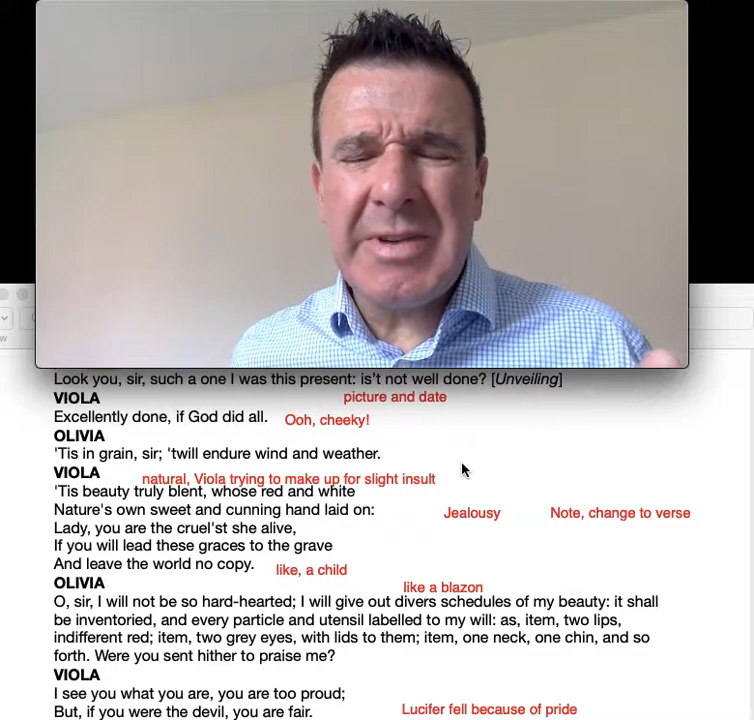 w
Look you, sir, such a one I was this present: is't not well done? [Unveiling]
VIOLA picture and date
Excellently done, if God did all. Ooh, cheeky!
OLIVIA
'Tis in grain, sir; 'twill endure wind and weather.
VIOLA natural, Viola trying to make up for slight insult
'Tis beauty truly blent, whose red and white
Nature's own sweet and cunning hand laid on: Jealousy Note, change to verse
Lady, you are the cruel'st she alive,
If you will lead these graces to the grave
And leave the world no copy. like, a child
OLIVIA like a blazon
O, sir, I will not be so hard-hearted; I will give out divers schedules of my beauty: it shall
be inventoried, and every particle and utensil labelled to my will: as, item, two lips,
indifferent red; item, two grey eyes, with lids to them; item, one neck, one chin, and so
forth. Were you sent hither to praise me?
VIOLA
I see you what you are, you are too proud;
But, if you were the devil, you are fair. Lucifer fell because of pride